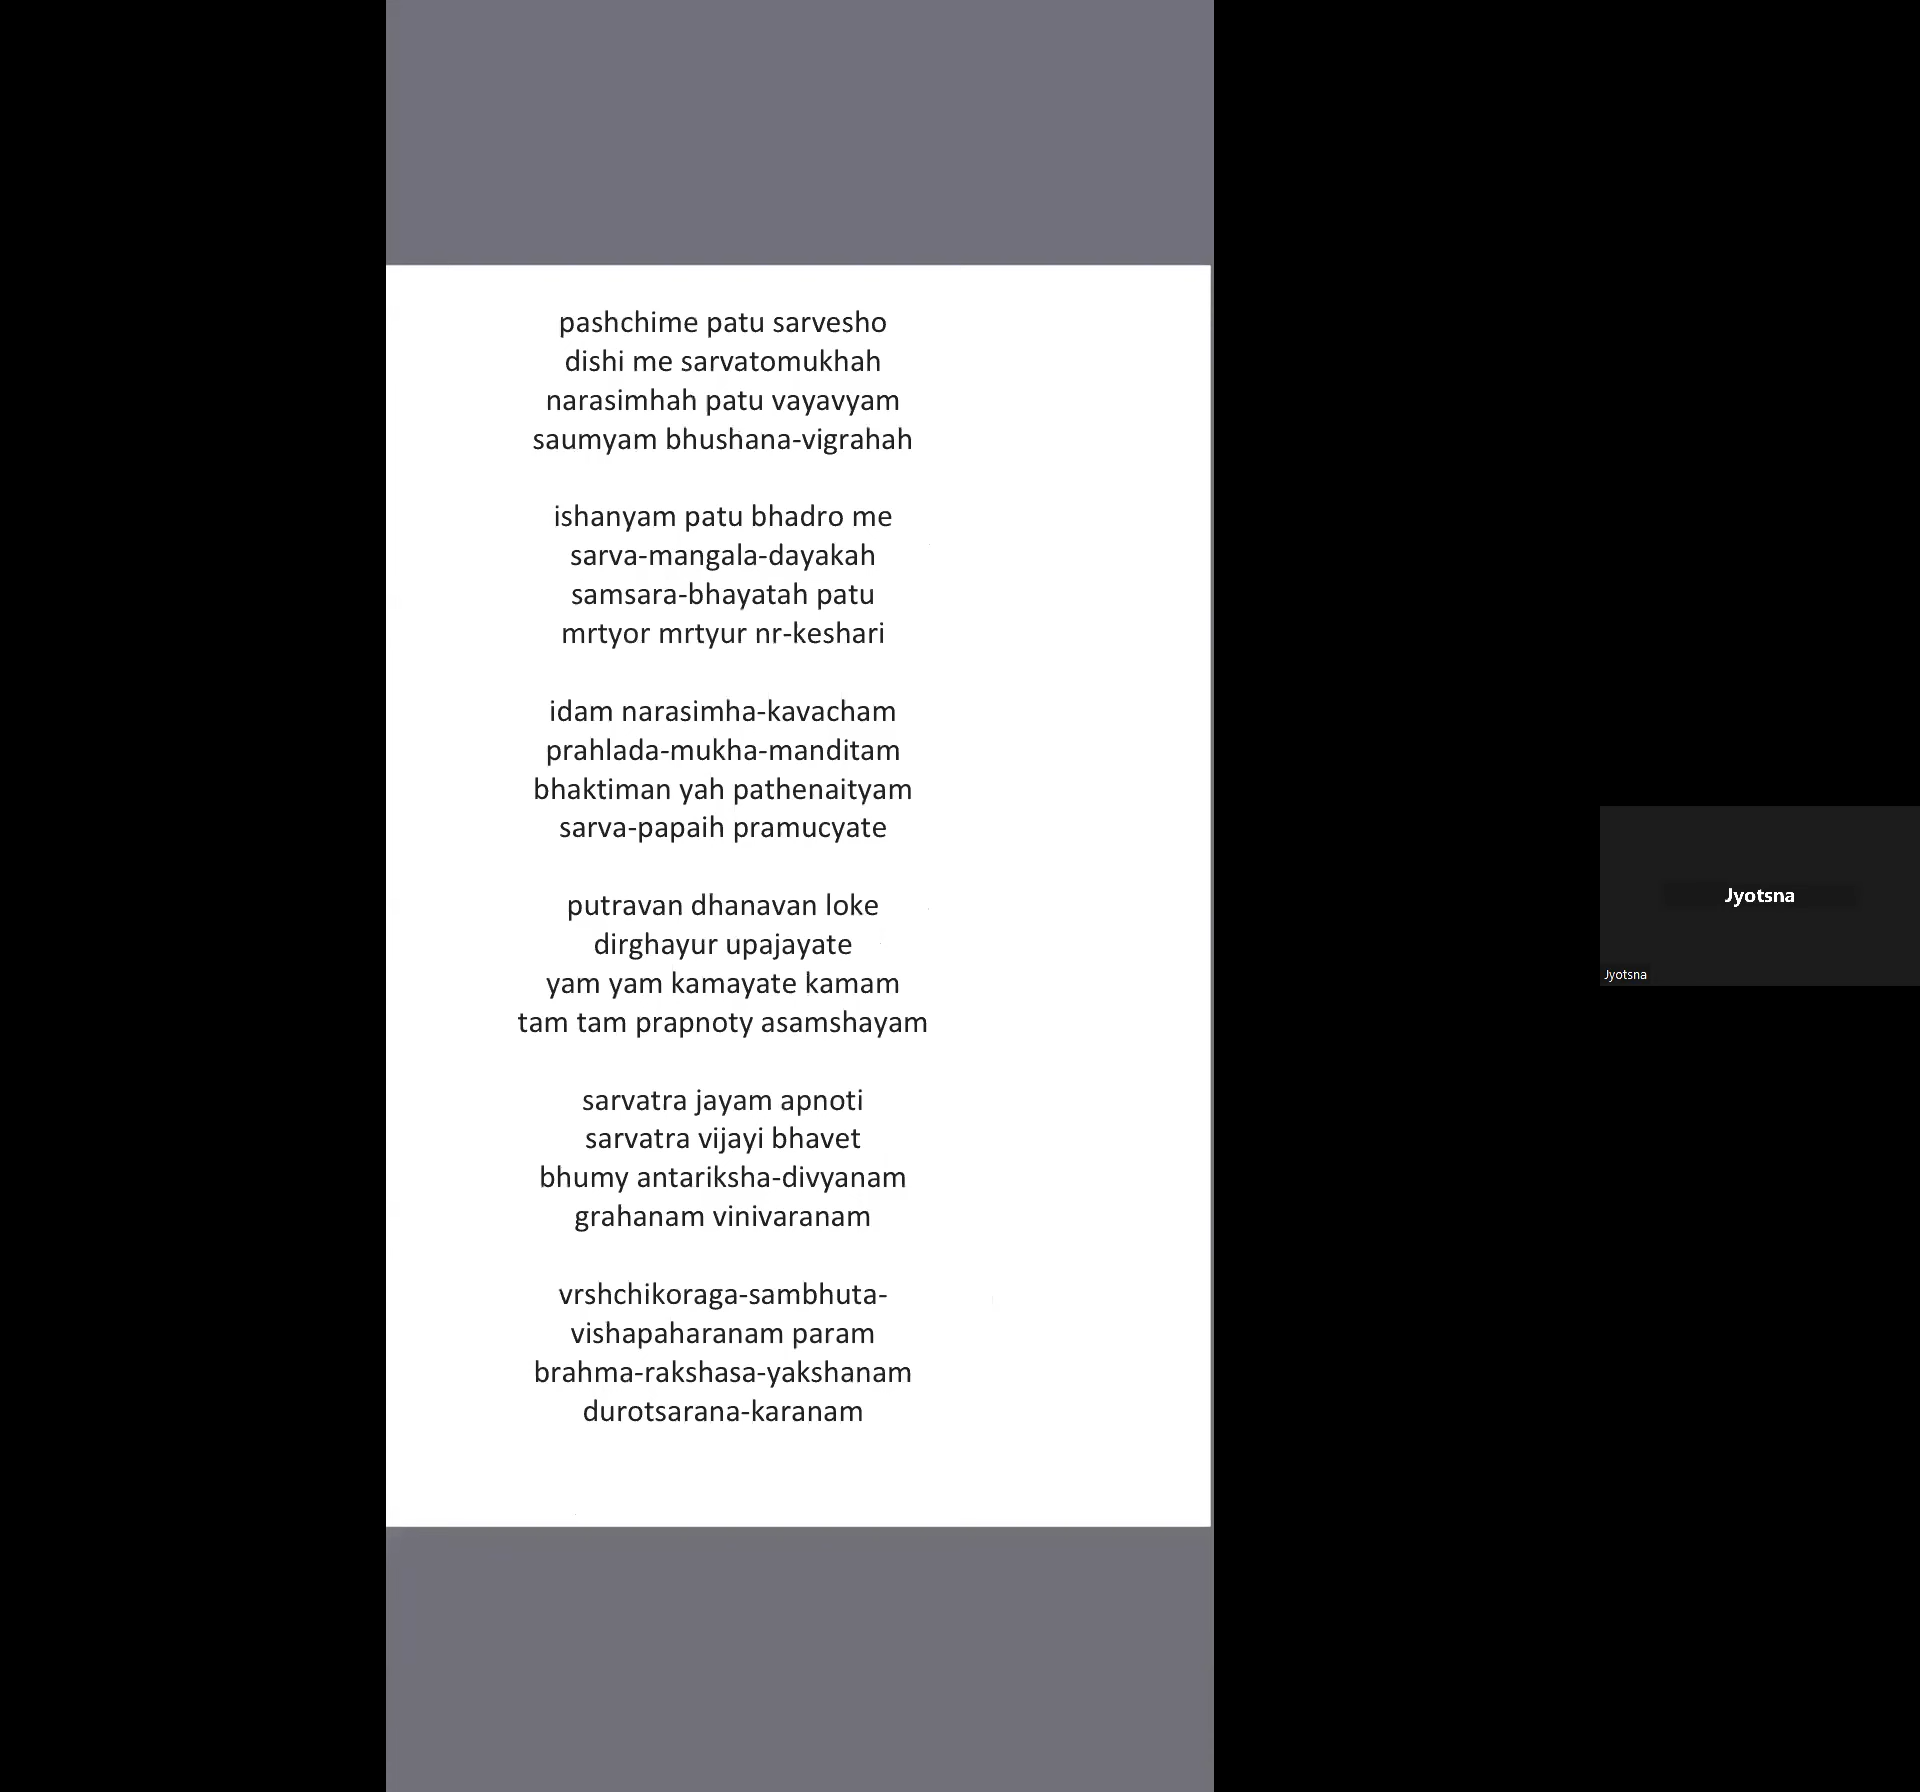 pashchime patu sarvesho
dishi me sarvatomukhah
narasimhah patu vayavyam
saumyam bhushana-vigrahah
ishanyam patu bhadro me
sarva-mangala-dayakah
samsara-bhayatah patu
mrtyor mrtyur nr-keshari
idam narasimha-kavacham
prahlada-mukha-manditam
bhaktiman yah pathenaityam
sarva-papaih pramucyate
putravan dhanavan loke
dirghayur upajayate
yam yam kamayate kamam
tam tam prapnoty asamshayam
sarvatra jayam apnoti
sarvatra vijayi bhavet
bhumy antariksha-divyanam
grahanam vinivaranam
vrshchikoraga-sambhuta-
vishapaharanam param
brahma-rakshasa-yakshanam
durotsarana-karanam
Jyotsna
Jyotsna